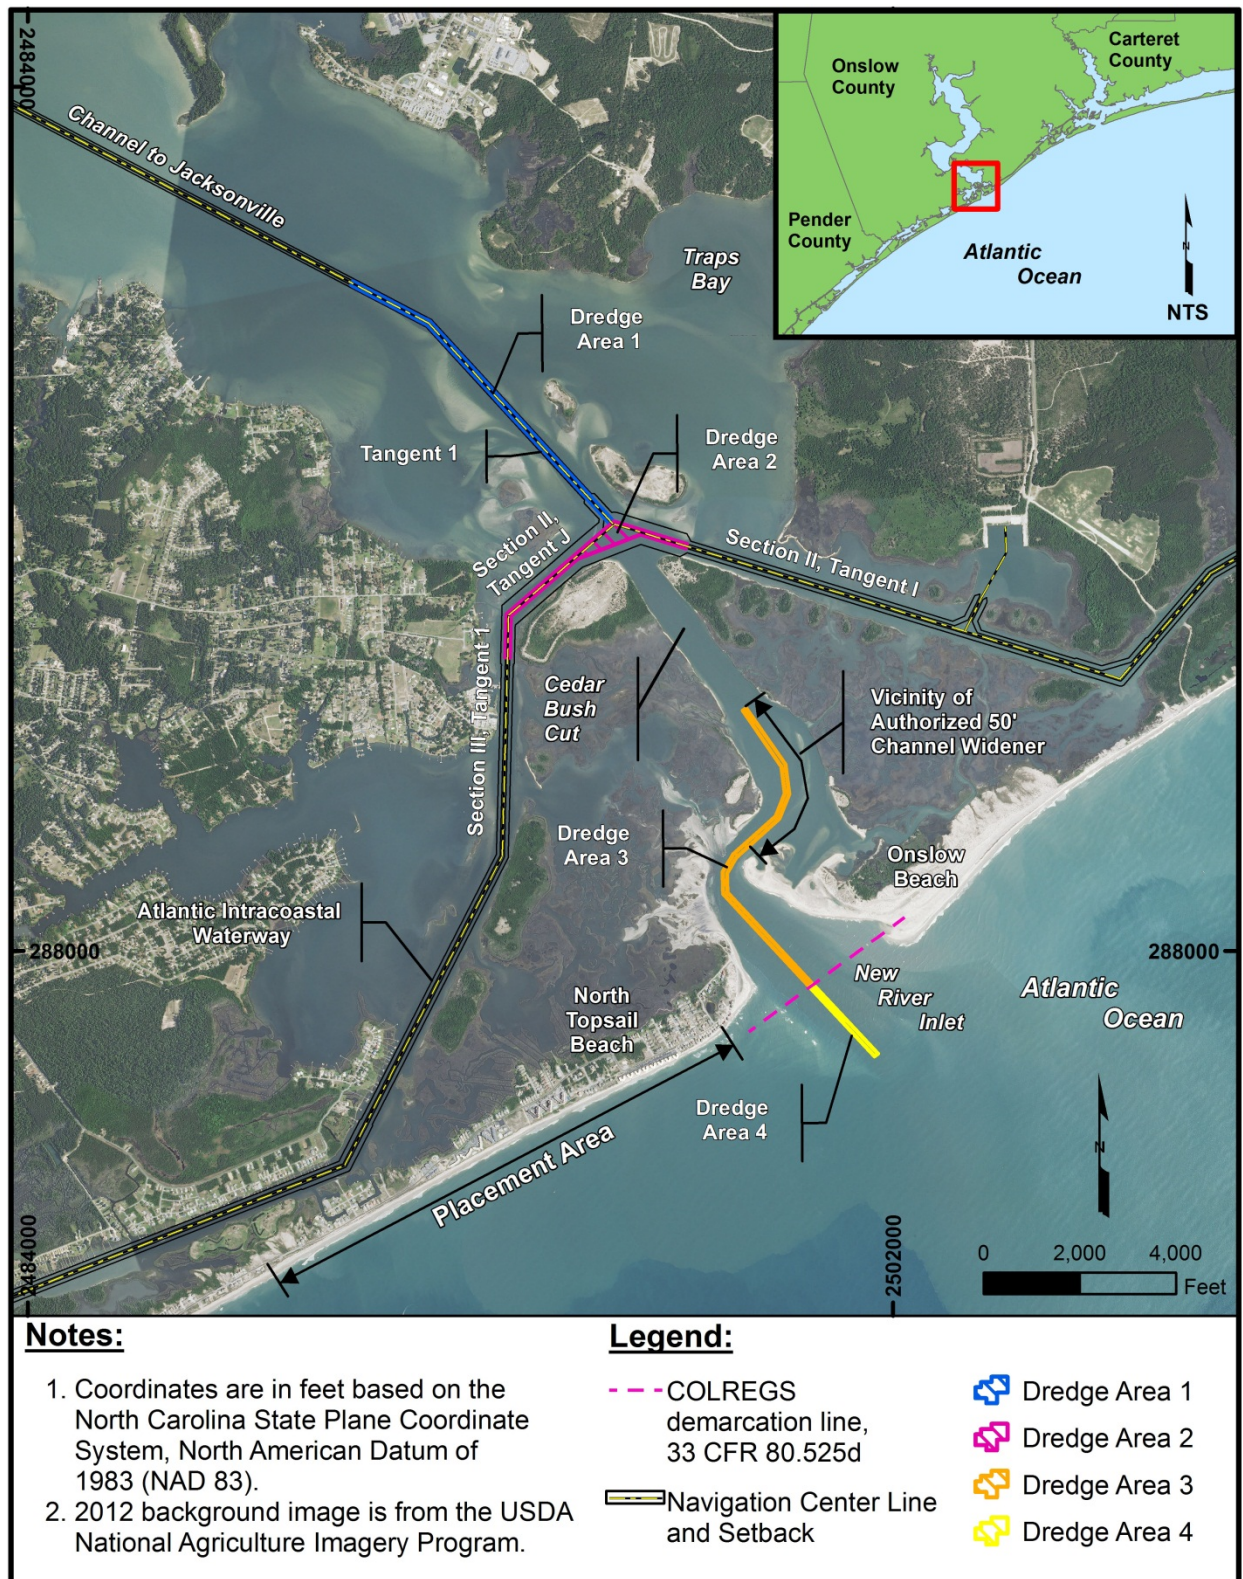 2484000
Channel to Jacksonville
Onslow
County
Carteret
County
Pender
County
Atlantic
Ocean
N
NTS
Traps
Bay
Dredge
Area 1
Tangent 1
Dredge
Area 2
Section II,
Tangent J
Section II, Tangent I
Section III, Tangent 1
Cedar
Bush
Cut
Vicinity of
Authorized 50'
Channel Widener
Dredge
Area 3
Onslow
Beach
Atlantic Intracoastal
Waterway
288000
288000
New
River
Inlet
Atlantic
Ocean
North
Topsail
Beach
Dredge
Area 4
Placement Area
N
2484000
2502000
0 2,000 4,000
Feet
Notes:
1. Coordinates are in feet based on the
North Carolina State Plane Coordinate
System, North American Datum of
1983 (NAD 83).
2. 2012 background image is from the USDA
National Agriculture Imagery Program.
Legend:
COLREGS
demarcation line,
33 CFR 80.525d
Navigation Center Line
and Setback
Dredge Area 1
Dredge Area 2
Dredge Area 3
Dredge Area 4